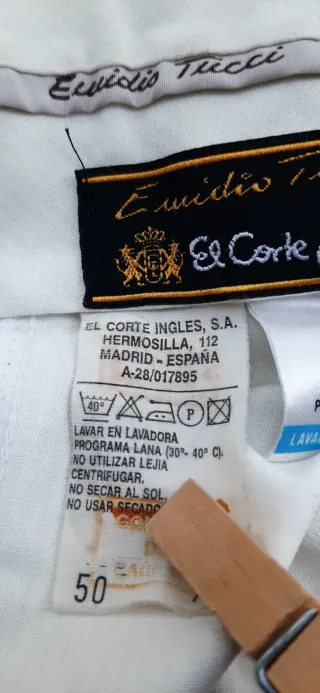 Emidio Tucci
Emidio
El Corte
EL CORTE INGLES, S.A.
HERMOSILLA, 112
MADRID - ESPAÑA
A-28/017895
40°
P
LAVAR EN LAVADORA
PROGRAMA LANA (30°- 40° C).
NO UTILIZAR LEJIA
CENTRIFUGAR.
NO SECAR AL SOL,
NO USAR SECADO
50
P
LAVA